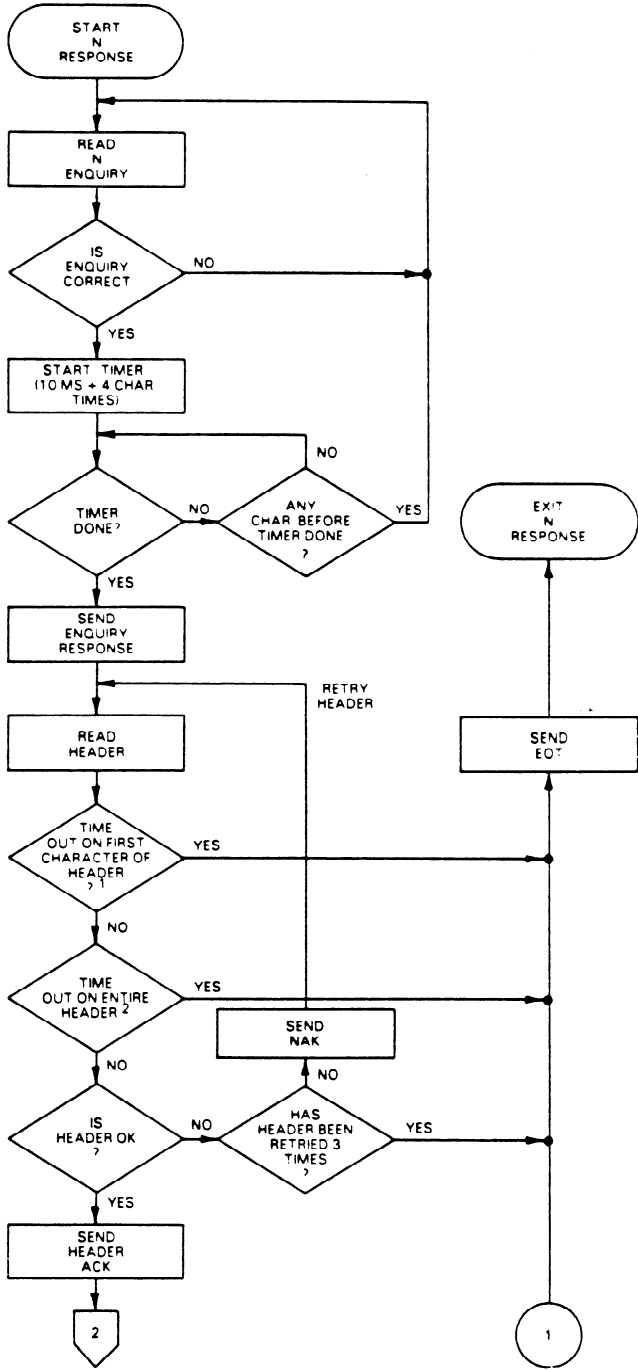 START
N
RESPONSE
READ
N
ENQUIRY
IS
ENQUIRY
CORRECT
NO
YES
START TIMER
(10 MS + 4 CHAR
TIMES)
NO
TIMER
DONE?
NO
ANY
CHAR BEFORE
TIMER DONE
?
YES
EXIT
N
RESPONSE
YES
SEND
ENQUIRY
RESPONSE
RETRY
HEADER
READ
HEADER
SEND
EOT
TIME
OUT ON FIRST
CHARACTER OF
HEADER
? 1
YES
NO
TIME
OUT ON ENTIRE
HEADER 2
YES
SEND
NAK
NO
NO
IS
HEADER OK
?
NO
HAS
HEADER BEEN
RETRIED 3
TIMES
?
YES
YES
SEND
HEADER
ACK
2
1